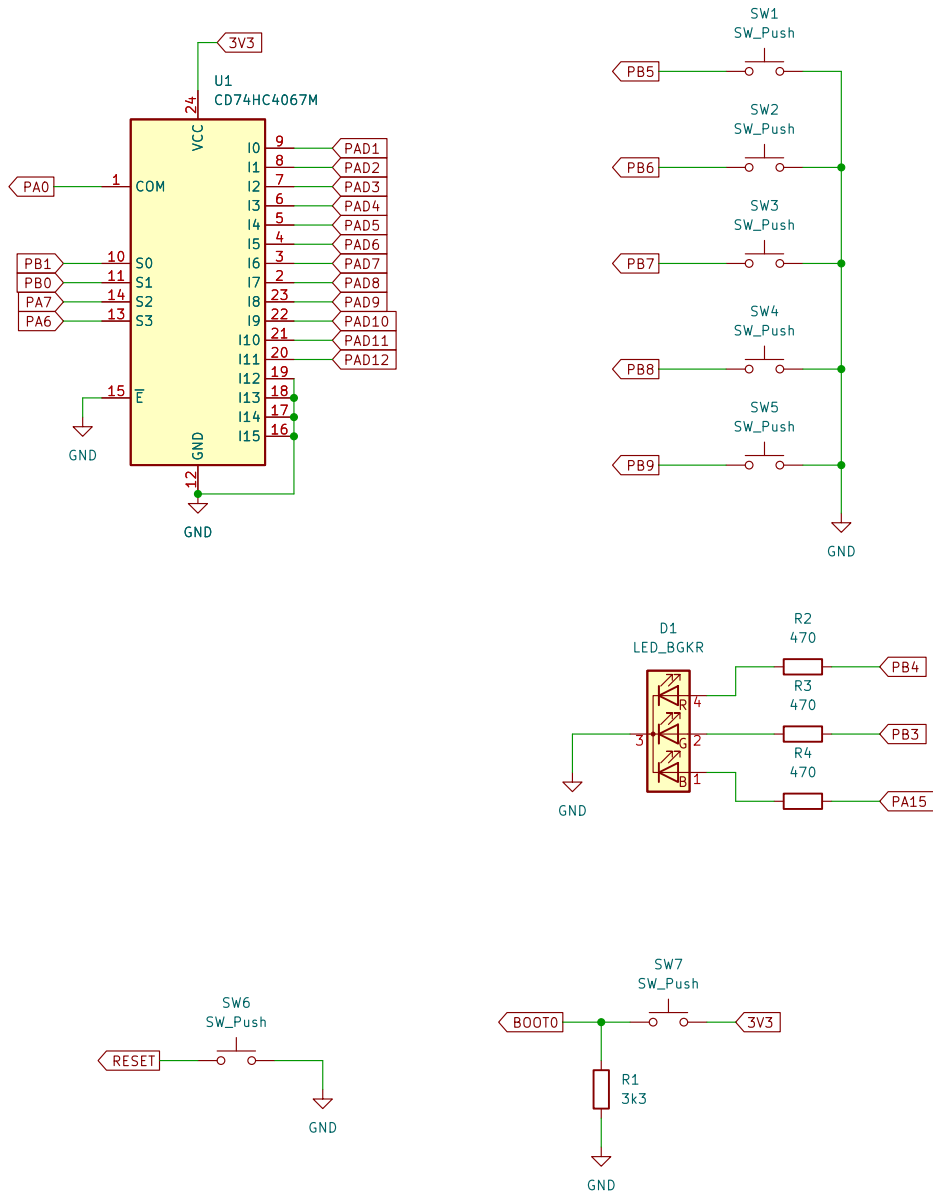 3V3
U1
CD74HC4067M
24
VCC
PA0
1
COM
PB1
10
S0
PB0
11
S1
PA7
14
S2
PA6
13
S3
15
E
GND
GND
12
GND
I0
9
PAD1
I1
8
PAD2
I2
7
PAD3
I3
6
PAD4
I4
5
PAD5
I5
4
PAD6
I6
3
PAD7
I7
2
PAD8
I8
23
PAD9
I9
22
PAD10
I10
21
PAD11
I11
20
PAD12
I12
19
I13
18
I14
17
I15
16
SW1
SW_Push
PB5
SW2
SW_Push
PB6
SW3
SW_Push
PB7
SW4
SW_Push
PB8
SW5
SW_Push
PB9
GND
D1
LED_BGKR
R
4
G
2
B
1
3
GND
R2
470
PB4
R3
470
PB3
R4
470
PA15
SW6
SW_Push
RESET
GND
SW7
SW_Push
BOOT0
3V3
R1
3k3
GND